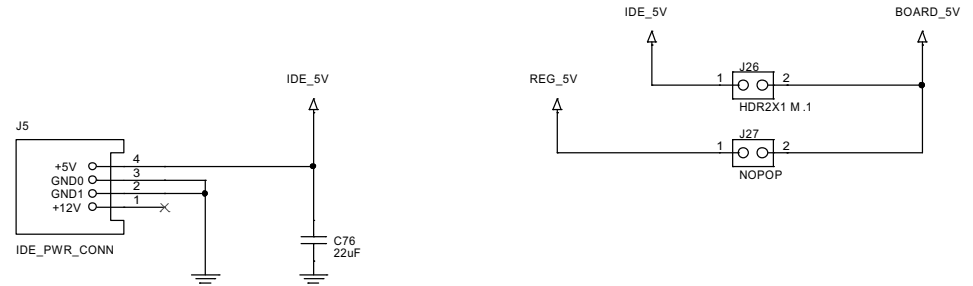 IDE_5V
BOARD_5V
J26
1
2
HDR2X1 M .1
REG_5V
J27
1
2
NOPOP
IDE_5V
J5
+5V
4
GND0
3
GND1
2
+12V
1
IDE_PWR_CONN
C76
22uF